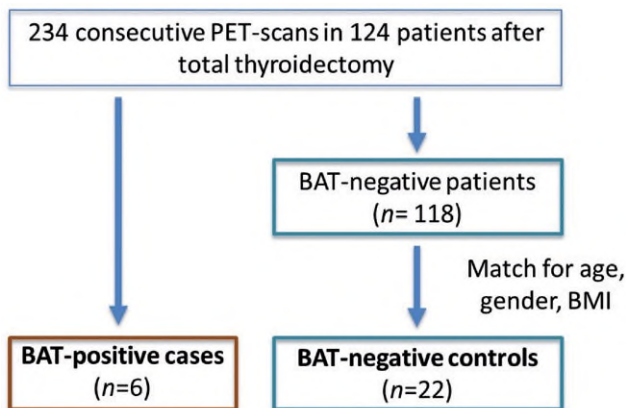 234 consecutive PET-scans in 124 patients after
total thyroidectomy
BAT-negative patients
(n= 118)
Match for age,
gender, BMI
BAT-positive cases
(n=6)
BAT-negative controls
(n=22)